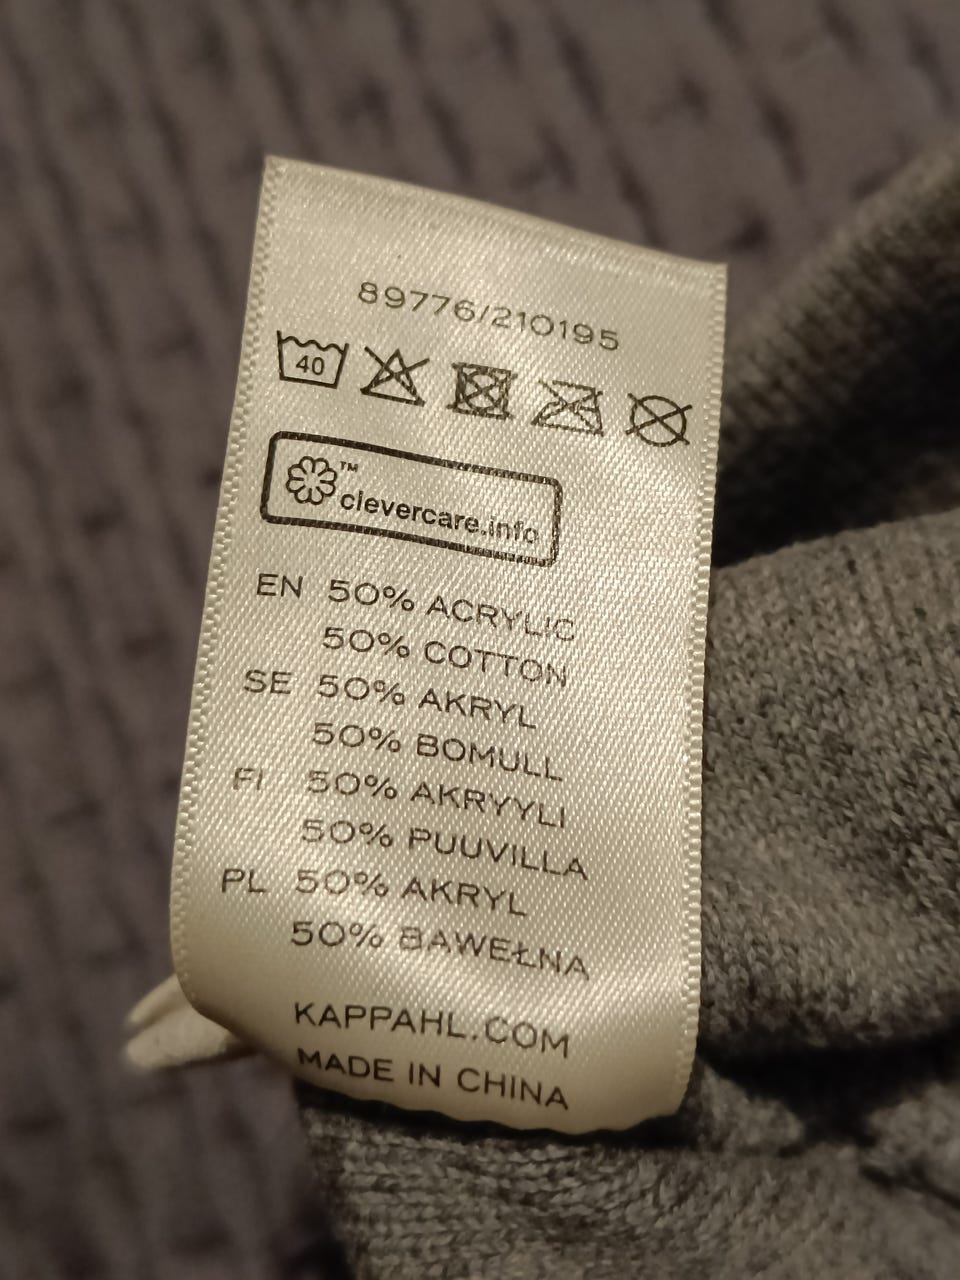 89776/210195
40
™
clevercare.info
EN 50% ACRYLIC
50% COTTON
SE 50% AKRYL
50% BOMULL
FI 50% AKRYYLI
50% PUUVILLA
PL 50% AKRYL
50% BAWEŁNA
KAPPAHL.COM
MADE IN CHINA